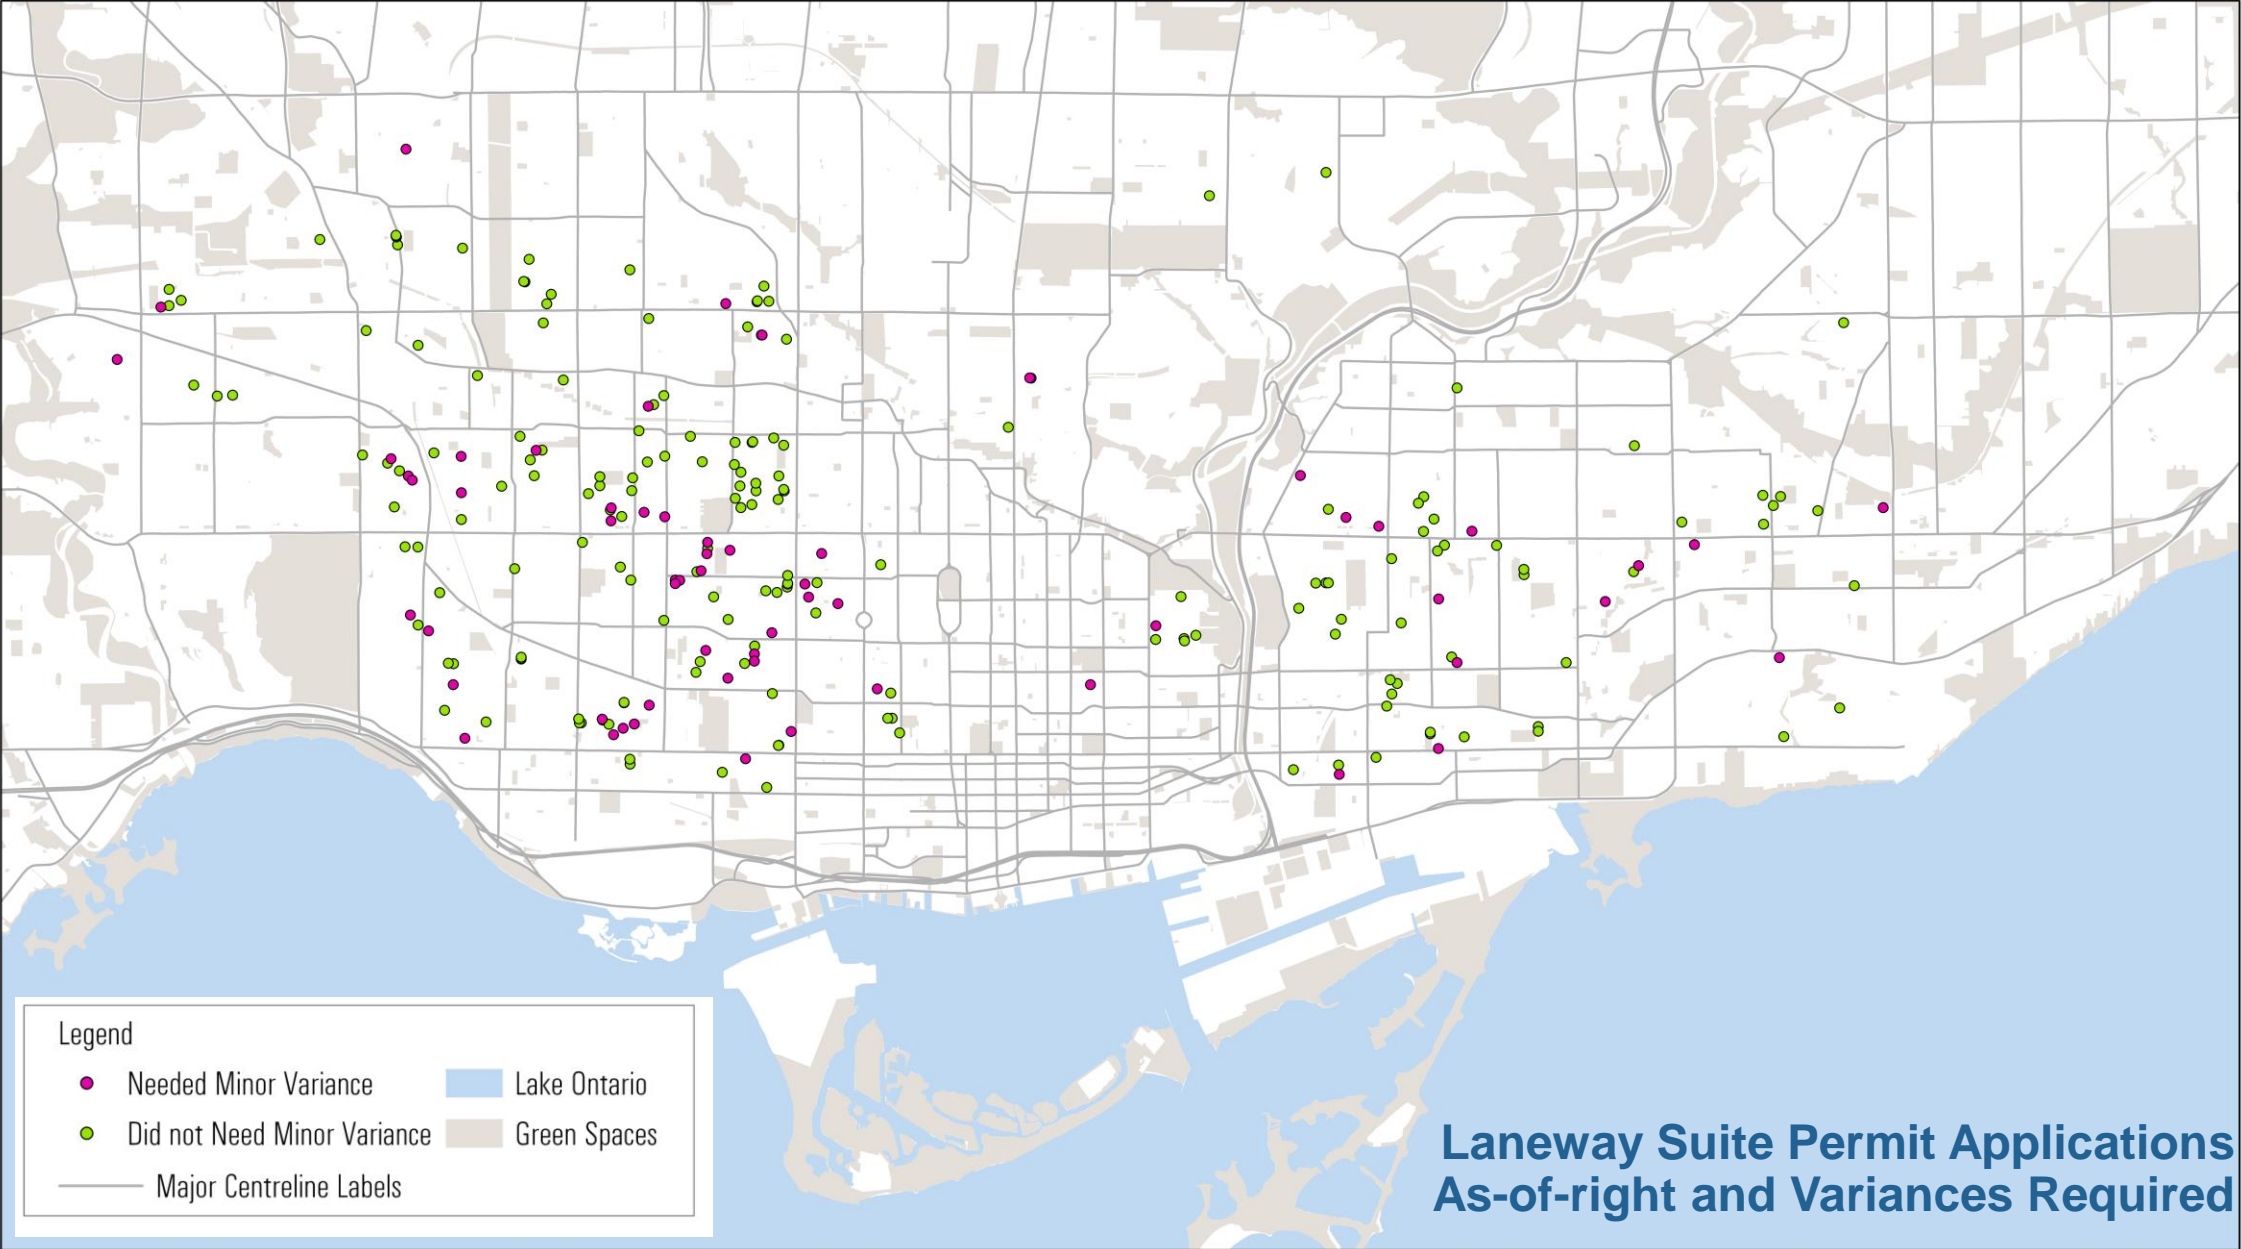 Legend
Needed Minor Variance
Lake Ontario
Did not Need Minor Variance
Green Spaces
Major Centreline Labels
Laneway Suite Permit Applications
As-of-right and Variances Required